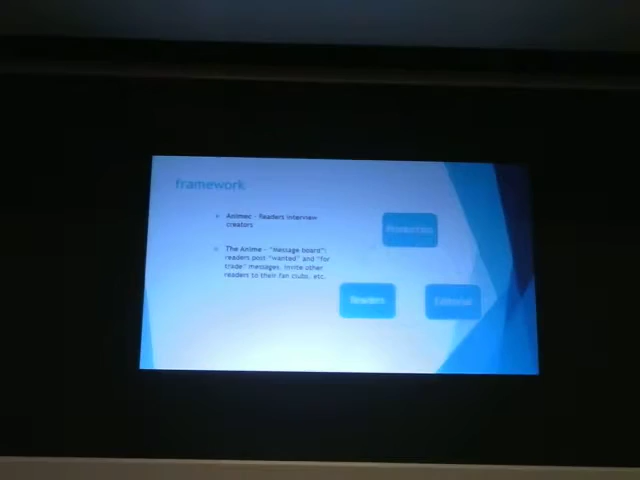 framework
Animec - Readers interview
creators
The Anime - "message board":
readers post "wanted" and "for
trade" messages, invite other
readers to their fan clubs, etc.
Production
Readers
Editorial